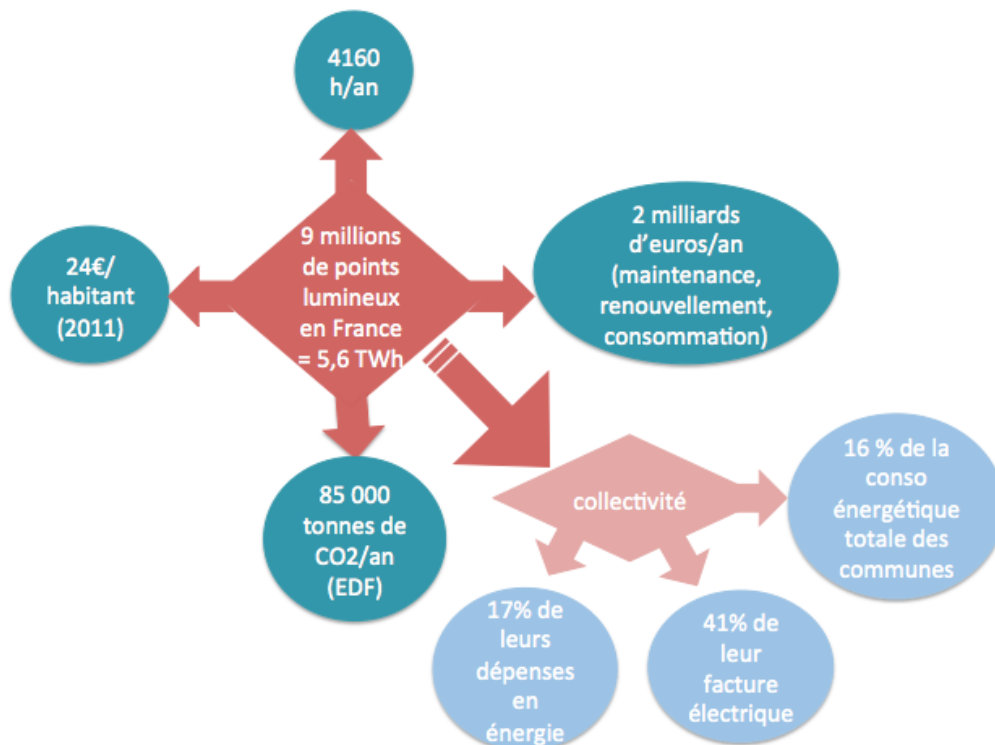 4160
h/an
9 millions
de points
lumineux
en France
= 5,6 TWh
24€/
habitant
(2011)
2 milliards
d’euros/an
(maintenance,
renouvellement,
consommation)
85 000
tonnes de
CO2/an
(EDF)
collectivité
16 % de la
conso
énergétique
totale des
communes
17% de
leurs
dépenses
en
énergie
41% de
leur
facture
électrique